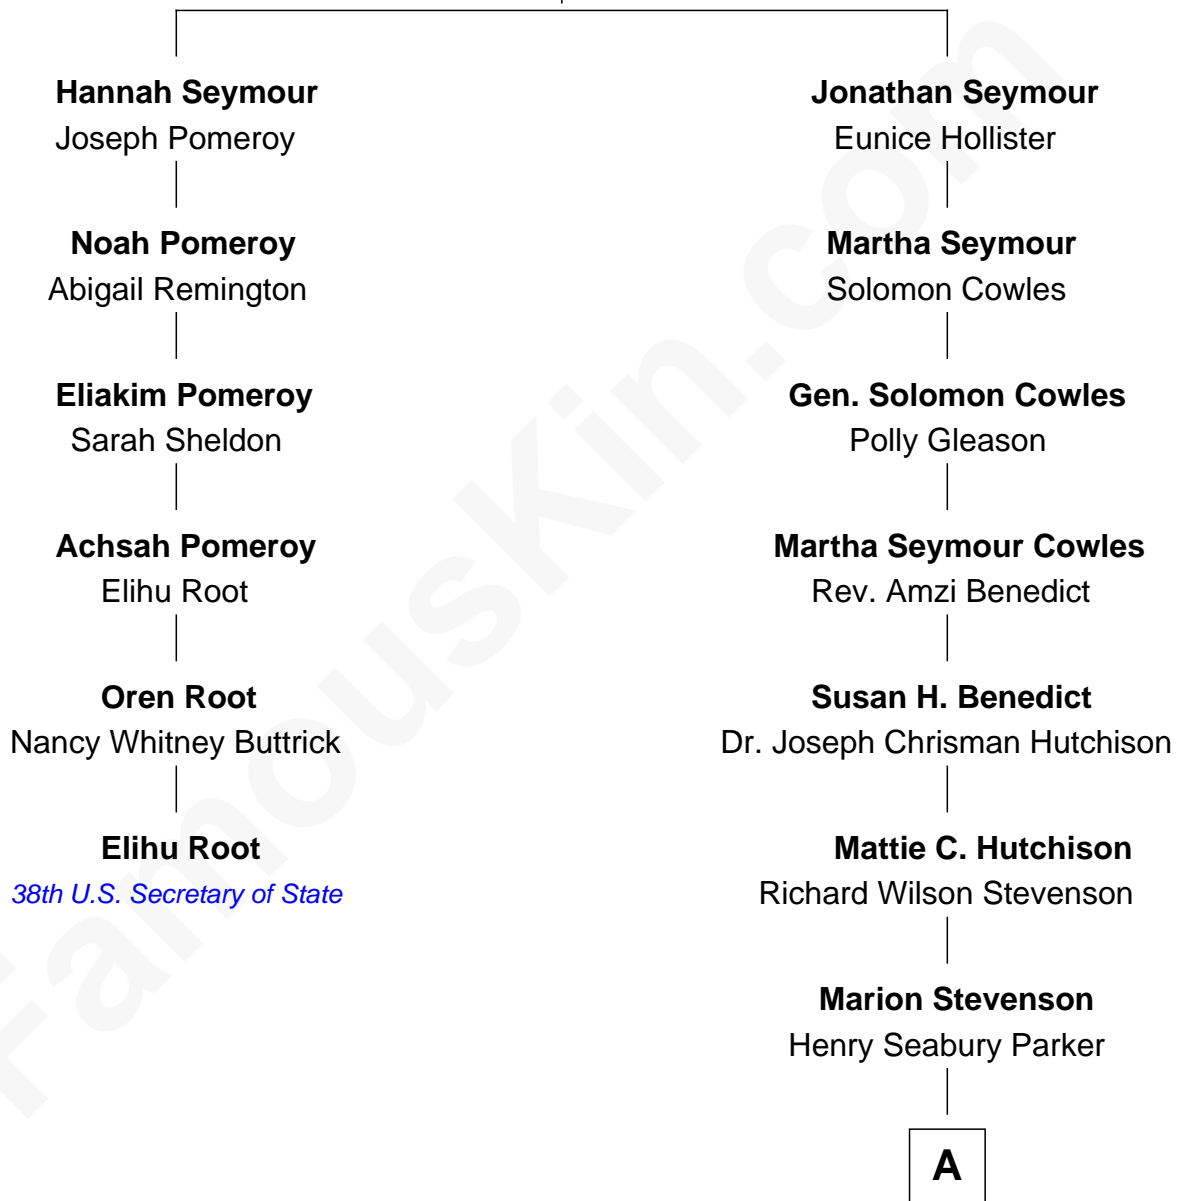 Hannah Seymour
Joseph Pomeroy
Noah Pomeroy
Abigail Remington
Eliakim Pomeroy
Sarah Sheldon
Achsah Pomeroy
Elihu Root
Oren Root
Nancy Whitney Buttrick
Elihu Root
38th U.S. Secretary of State
Jonathan Seymour
Eunice Hollister
Martha Seymour
Solomon Cowles
Gen. Solomon Cowles
Polly Gleason
Martha Seymour Cowles
Rev. Amzi Benedict
Susan H. Benedict
Dr. Joseph Chrisman Hutchison
Mattie C. Hutchison
Richard Wilson Stevenson
Marion Stevenson
Henry Seabury Parker
A
FamousKin.com